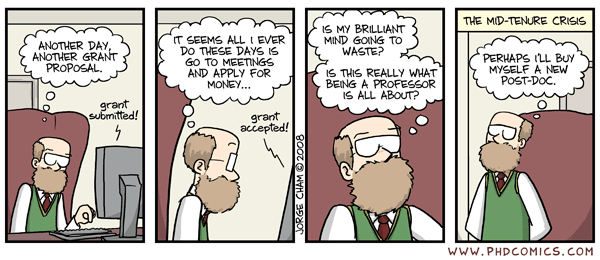 ANOTHER DAY,
ANOTHER GRANT
PROPOSAL.
grant
submitted!
IT SEEMS ALL I EVER
DO THESE DAYS IS
GO TO MEETINGS
AND APPLY FOR
MONEY...
grant
accepted!
JORGE CHAM © 2008
IS MY BRILLIANT
MIND GOING TO
WASTE?
IS THIS REALLY WHAT
BEING A PROFESSOR
IS ALL ABOUT?
THE MID-TENURE CRISIS
PERHAPS I'LL BUY
MYSELF A NEW
POST-DOC.
WWW.PHDCOMICS.COM